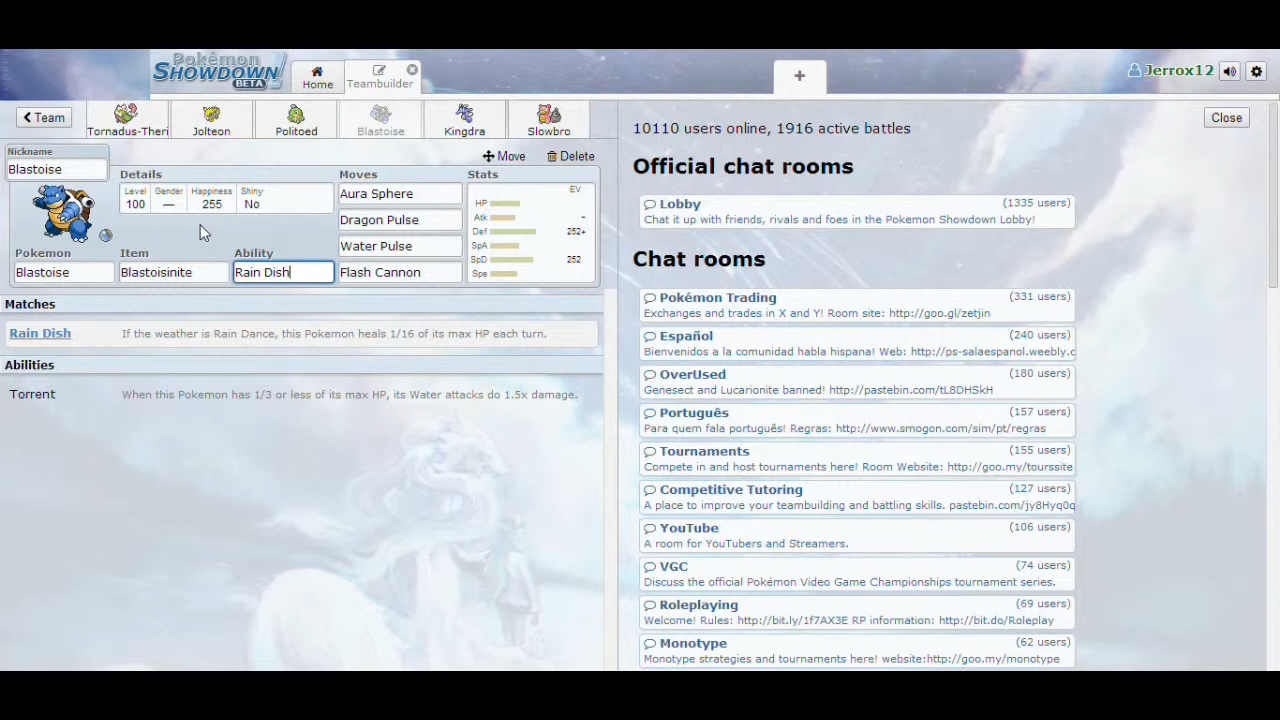 Pokémon
SHOWDOWN!
BETA
Home
Teambuilder
+
Jerrox12
Team
Tornadus-Theri
Jolteon
Politoed
Blastoise
Kingdra
Slowbro
Nickname
Blastoise
Move
Delete
Details
Level
100
Gender
—
Happiness
255
Shiny
No
Pokemon
Blastoise
Item
Blastoisinite
Ability
Rain Dish
Moves
Aura Sphere
Dragon Pulse
Water Pulse
Flash Cannon
Stats
EV
HP
Atk -
Def 252+
SpA
SpD 252
Spe
Matches
Rain Dish If the weather is Rain Dance, this Pokemon heals 1/16 of its max HP each turn.
Abilities
Torrent When this Pokemon has 1/3 or less of its max HP, its Water attacks do 1.5x damage.
Close
10110 users online, 1916 active battles
Official chat rooms
Lobby (1335 users)
Chat it up with friends, rivals and foes in the Pokemon Showdown Lobby!
Chat rooms
Pokémon Trading (331 users)
Exchanges and trades in X and Y! Room site: http://goo.gl/zetjin
Español (240 users)
Bienvenidos a la comunidad habla hispana! Web: http://ps-salaespanol.weebly.c
OverUsed (180 users)
Genesect and Lucarionite banned! http://pastebin.com/tL8DHSkH
Português (157 users)
Para quem fala português! Regras: http://www.smogon.com/sim/pt/regras
Tournaments (155 users)
Compete in and host tournaments here! Room Website: http://goo.my/tourssite
Competitive Tutoring (127 users)
A place to improve your teambuilding and battling skills. pastebin.com/jy8Hyq0q
YouTube (106 users)
A room for YouTubers and Streamers.
VGC (74 users)
Discuss the official Pokémon Video Game Championships tournament series.
Roleplaying (69 users)
Welcome! Rules: http://bit.ly/1f7AX3E RP information: http://bit.do/Roleplay
Monotype (62 users)
Monotype strategies and tournaments here! website:http://goo.my/monotype